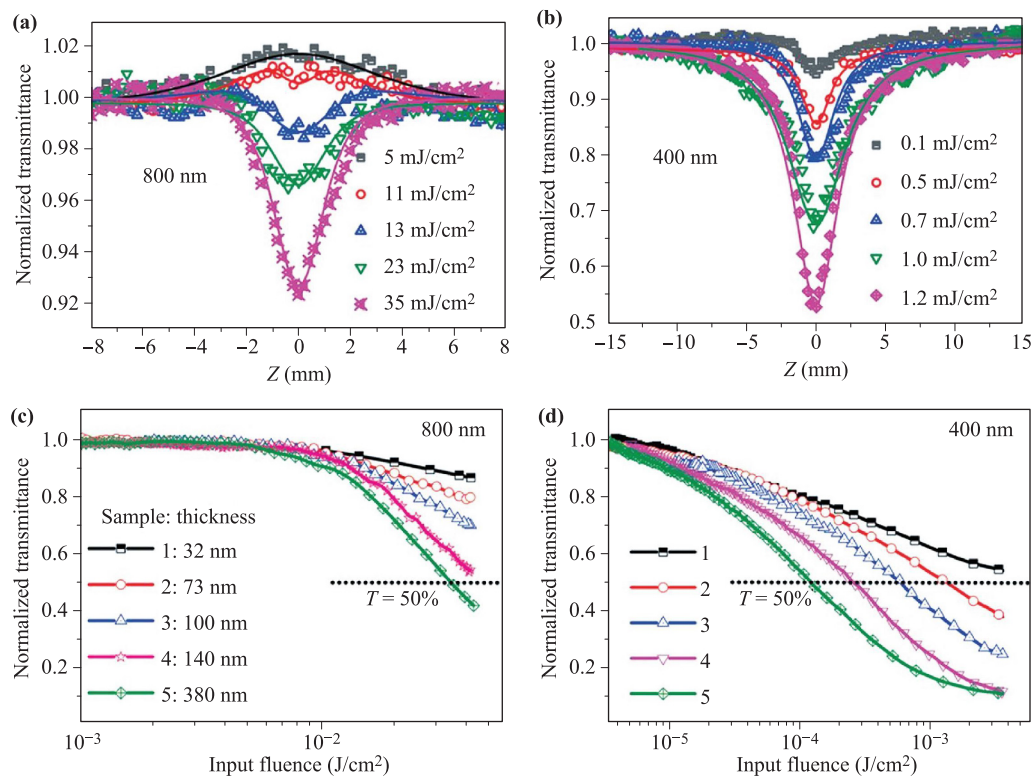 (a)
1.02
1.00
0.98
0.96
0.94
0.92
Normalized transmittance
800 nm
5 mJ/cm²
11 mJ/cm²
13 mJ/cm²
23 mJ/cm²
35 mJ/cm²
−8 −6 −4 −2 0 2 4 6 8
Z (mm)
(b)
1.0
0.9
0.8
0.7
0.6
0.5
Normalized transmittance
400 nm
0.1 mJ/cm²
0.5 mJ/cm²
0.7 mJ/cm²
1.0 mJ/cm²
1.2 mJ/cm²
−15 −10 −5 0 5 10 15
Z (mm)
(c)
1.0
0.8
0.6
0.4
0.2
Normalized transmittance
800 nm
Sample: thickness
1: 32 nm
2: 73 nm
3: 100 nm
4: 140 nm
5: 380 nm
T = 50%
10⁻³ 10⁻²
Input fluence (J/cm²)
(d)
1.0
0.8
0.6
0.4
0.2
Normalized transmittance
400 nm
1
2
3
4
5
T = 50%
10⁻⁵ 10⁻⁴ 10⁻³
Input fluence (J/cm²)